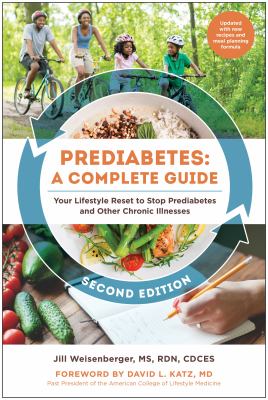 Updated
with new
recipes and
meal planning
formula
PREDIABETES:
A COMPLETE GUIDE
Your Lifestyle Reset to Stop Prediabetes
and Other Chronic Illnesses
SECOND EDITION
Jill Weisenberger, MS, RDN, CDCES
FOREWORD BY DAVID L. KATZ, MD
Past President of the American College of Lifestyle Medicine